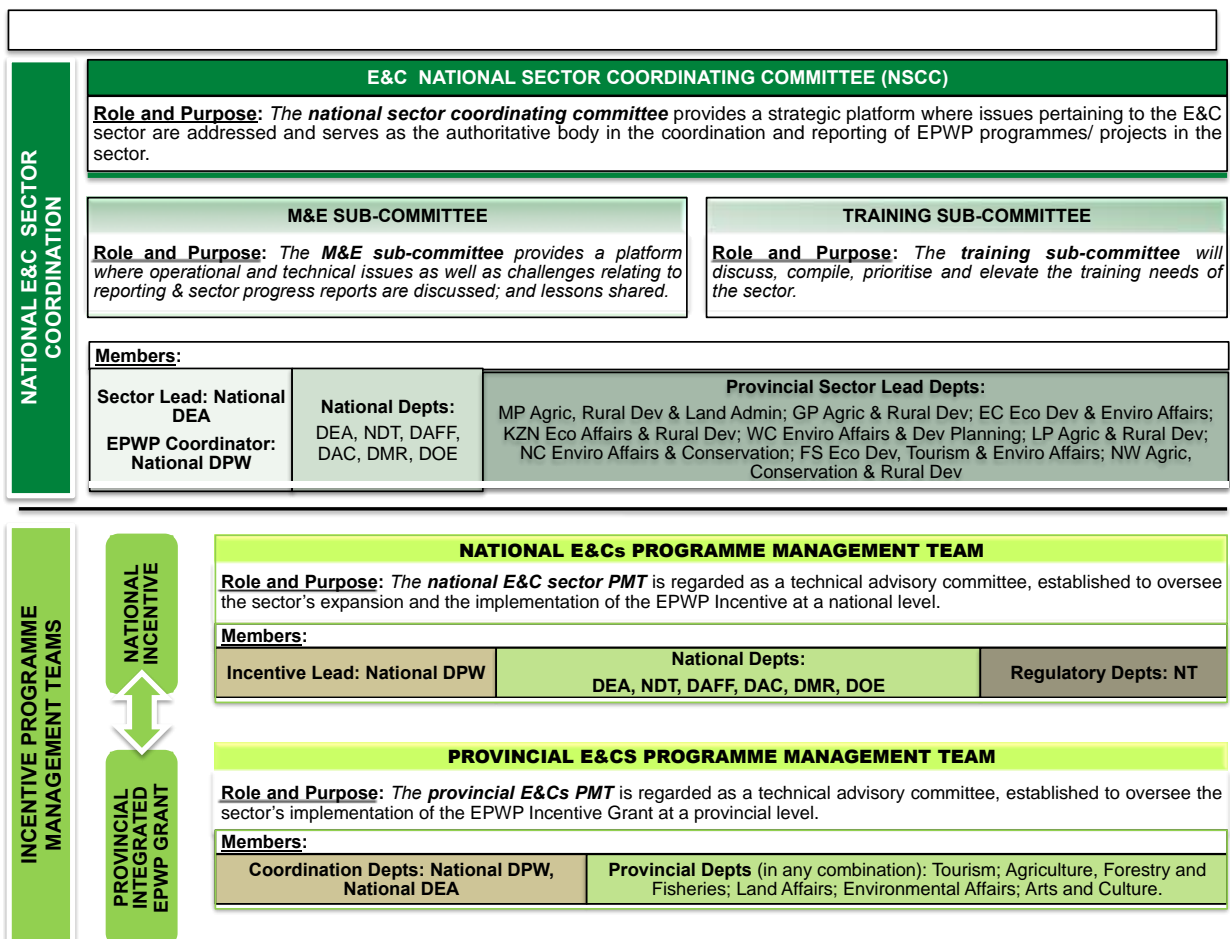 NATIONAL E&C SECTOR
COORDINATION
E&C NATIONAL SECTOR COORDINATING COMMITTEE (NSCC)
Role and Purpose: The national sector coordinating committee provides a strategic platform where issues pertaining to the E&C
sector are addressed and serves as the authoritative body in the coordination and reporting of EPWP programmes/ projects in the
sector.
M&E SUB-COMMITTEE
Role and Purpose: The M&E sub-committee provides a platform
where operational and technical issues as well as challenges relating to
reporting & sector progress reports are discussed; and lessons shared.
TRAINING SUB-COMMITTEE
Role and Purpose: The training sub-committee will
discuss, compile, prioritise and elevate the training needs of
the sector.
Members:
Sector Lead: National
DEA
EPWP Coordinator:
National DPW
National Depts:
DEA, NDT, DAFF,
DAC, DMR, DOE
Provincial Sector Lead Depts:
MP Agric, Rural Dev & Land Admin; GP Agric & Rural Dev; EC Eco Dev & Enviro Affairs;
KZN Eco Affairs & Rural Dev; WC Enviro Affairs & Dev Planning; LP Agric & Rural Dev;
NC Enviro Affairs & Conservation; FS Eco Dev, Tourism & Enviro Affairs; NW Agric,
Conservation & Rural Dev
INCENTIVE PROGRAMME
MANAGEMENT TEAMS
NATIONAL
INCENTIVE
NATIONAL E&Cs PROGRAMME MANAGEMENT TEAM
Role and Purpose: The national E&C sector PMT is regarded as a technical advisory committee, established to oversee
the sector's expansion and the implementation of the EPWP Incentive at a national level.
Members:
Incentive Lead: National DPW
National Depts:
DEA, NDT, DAFF, DAC, DMR, DOE
Regulatory Depts: NT
PROVINCIAL
INTEGRATED
EPWP GRANT
PROVINCIAL E&CS PROGRAMME MANAGEMENT TEAM
Role and Purpose: The provincial E&Cs PMT is regarded as a technical advisory committee, established to oversee the
sector's implementation of the EPWP Incentive Grant at a provincial level.
Members:
Coordination Depts: National DPW,
National DEA
Provincial Depts (in any combination): Tourism; Agriculture, Forestry and
Fisheries; Land Affairs; Environmental Affairs; Arts and Culture.